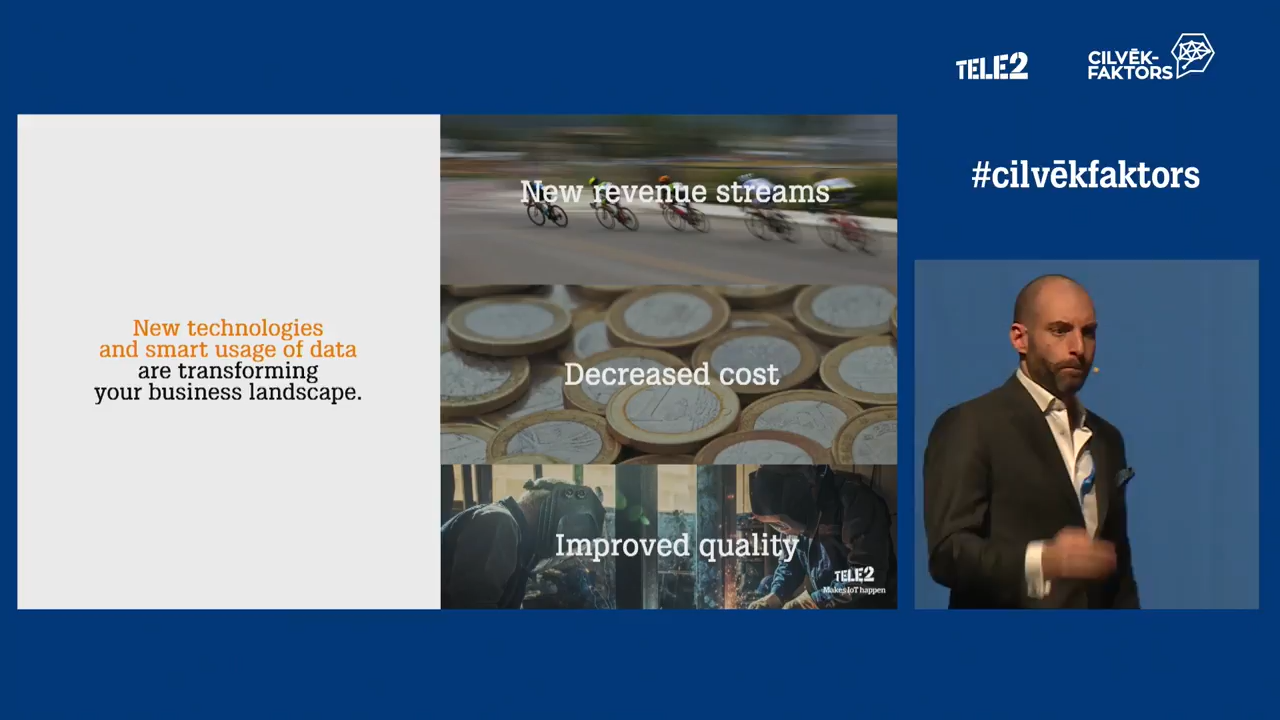 TELE2
CILVĒK-
FAKTORS
#cilvēkfaktors
New technologies
and smart usage of data
are transforming
your business landscape.
New revenue streams
Decreased cost
Improved quality
TELE2
Makes IoT happen